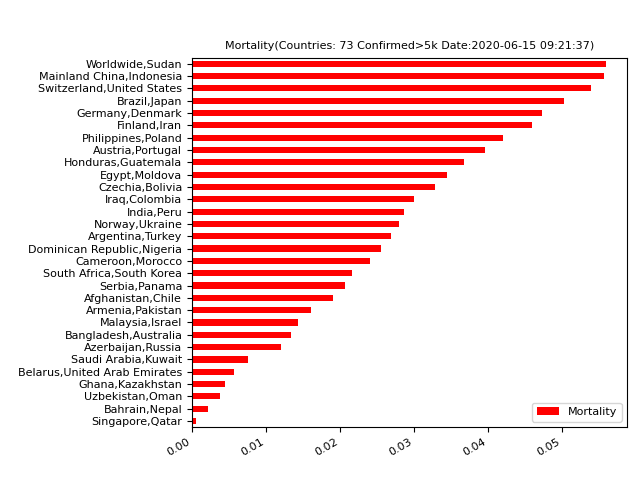 Mortality(Countries: 73 Confirmed>5k Date:2020-06-15 09:21:37)
Worldwide,Sudan
Mainland China,Indonesia
Switzerland,United States
Brazil,Japan
Germany,Denmark
Finland,Iran
Philippines,Poland
Austria,Portugal
Honduras,Guatemala
Egypt,Moldova
Czechia,Bolivia
Iraq,Colombia
India,Peru
Norway,Ukraine
Argentina,Turkey
Dominican Republic,Nigeria
Cameroon,Morocco
South Africa,South Korea
Serbia,Panama
Afghanistan,Chile
Armenia,Pakistan
Malaysia,Israel
Bangladesh,Australia
Azerbaijan,Russia
Saudi Arabia,Kuwait
Belarus,United Arab Emirates
Ghana,Kazakhstan
Uzbekistan,Oman
Bahrain,Nepal
Singapore,Qatar
Mortality
0.00 0.01 0.02 0.03 0.04 0.05